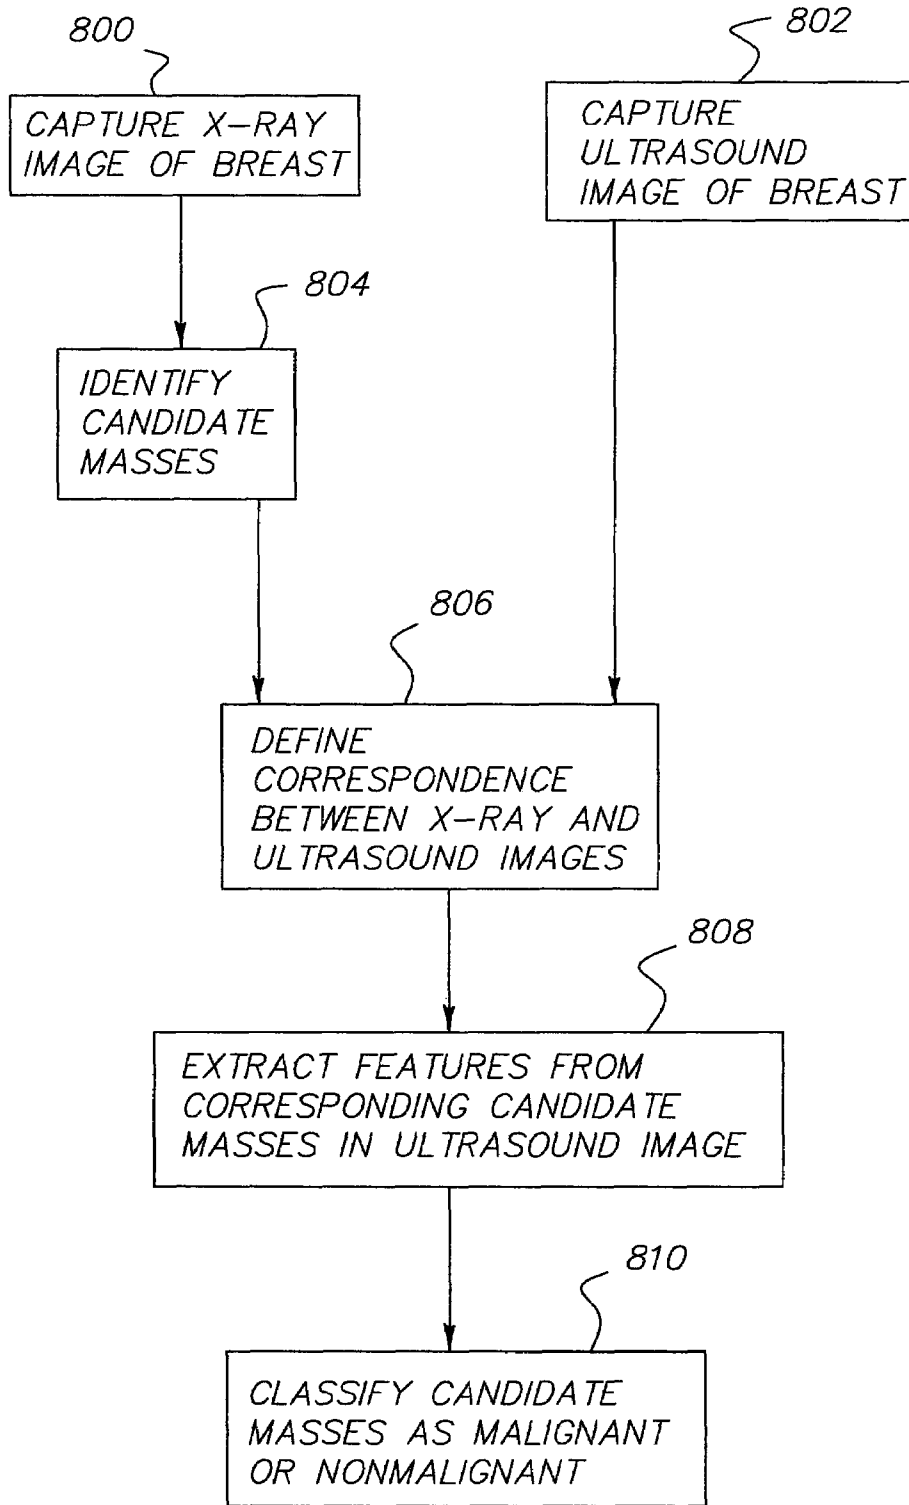 800
CAPTURE X-RAY
IMAGE OF BREAST
802
CAPTURE
ULTRASOUND
IMAGE OF BREAST
804
IDENTIFY
CANDIDATE
MASSES
806
DEFINE
CORRESPONDENCE
BETWEEN X-RAY AND
ULTRASOUND IMAGES
808
EXTRACT FEATURES FROM
CORRESPONDING CANDIDATE
MASSES IN ULTRASOUND IMAGE
810
CLASSIFY CANDIDATE
MASSES AS MALIGNANT
OR NONMALIGNANT